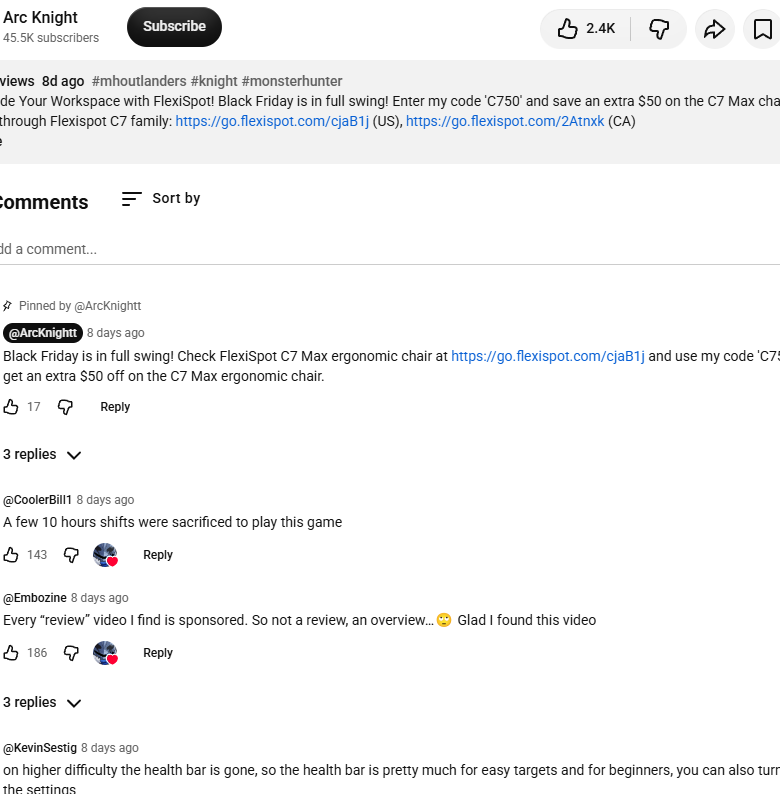 Arc Knight
45.5K subscribers
Subscribe
2.4K
views 8d ago #mhoutlanders #knight #monsterhunter
de Your Workspace with FlexiSpot! Black Friday is in full swing! Enter my code 'C750' and save an extra $50 on the C7 Max cha
through Flexispot C7 family: https://go.flexispot.com/cjaB1j (US), https://go.flexispot.com/2Atnxk (CA)
e
Comments
Sort by
dd a comment...
Pinned by @ArcKnightt
@ArcKnightt 8 days ago
Black Friday is in full swing! Check FlexiSpot C7 Max ergonomic chair at https://go.flexispot.com/cjaB1j and use my code 'C75
get an extra $50 off on the C7 Max ergonomic chair.
17 Reply
3 replies
@CoolerBill1 8 days ago
A few 10 hours shifts were sacrificed to play this game
143 Reply
@Embozine 8 days ago
Every “review” video I find is sponsored. So not a review, an overview…🙄 Glad I found this video
186 Reply
3 replies
@KevinSestig 8 days ago
on higher difficulty the health bar is gone, so the health bar is pretty much for easy targets and for beginners, you can also turn
the settings